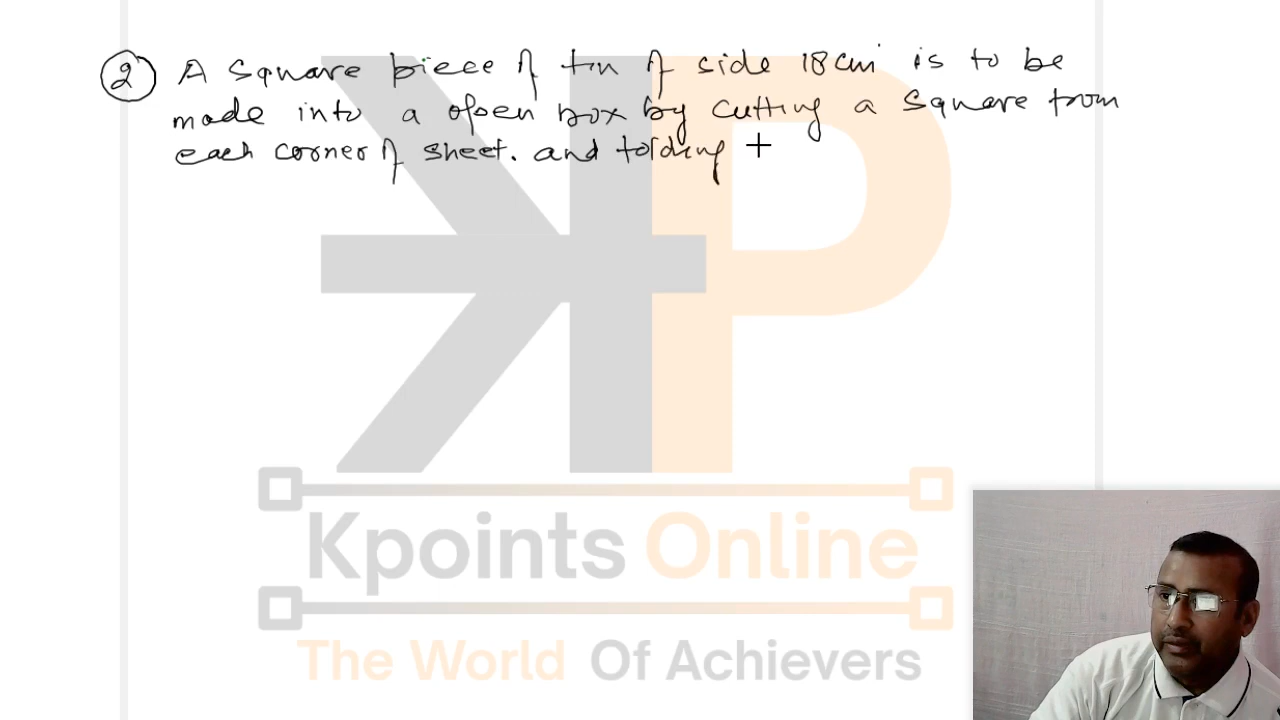 2 A square piece of tin of side 18cm is to be
made into a open box by cutting a square from
each corner of sheet. and folding
KP
Kpoints Online
The World Of Achievers